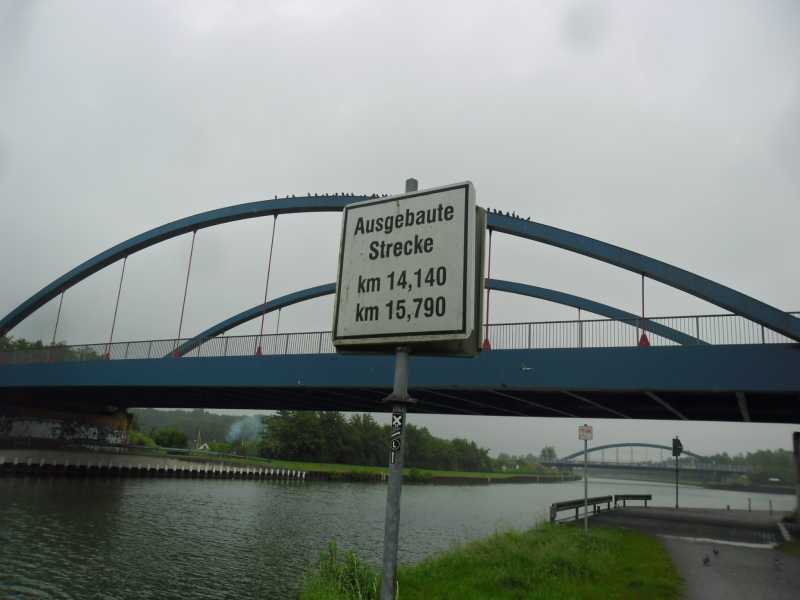 Ausgebaute
Strecke
km 14,140
km 15,790